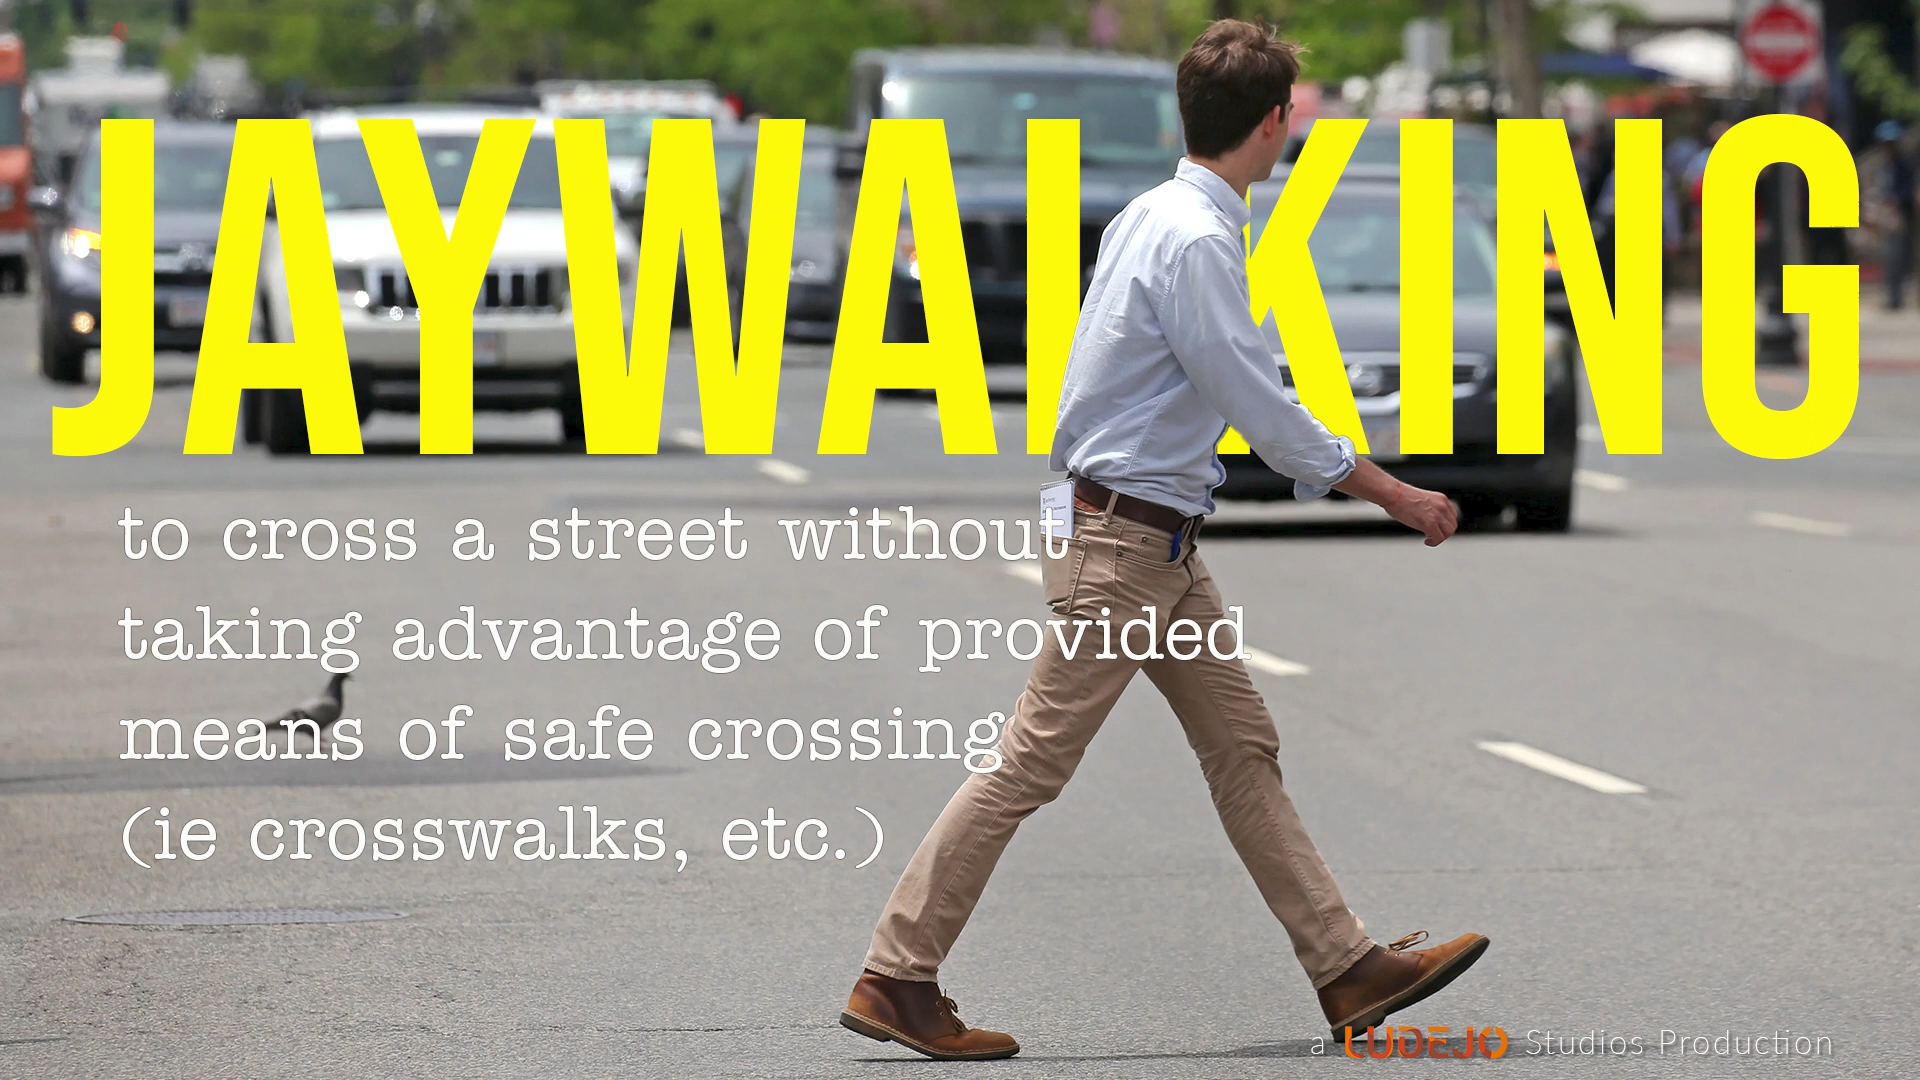 JAYWALKING
to cross a street without
taking advantage of provided
means of safe crossing
(ie crosswalks, etc.)
a LUDEJO Studios Production